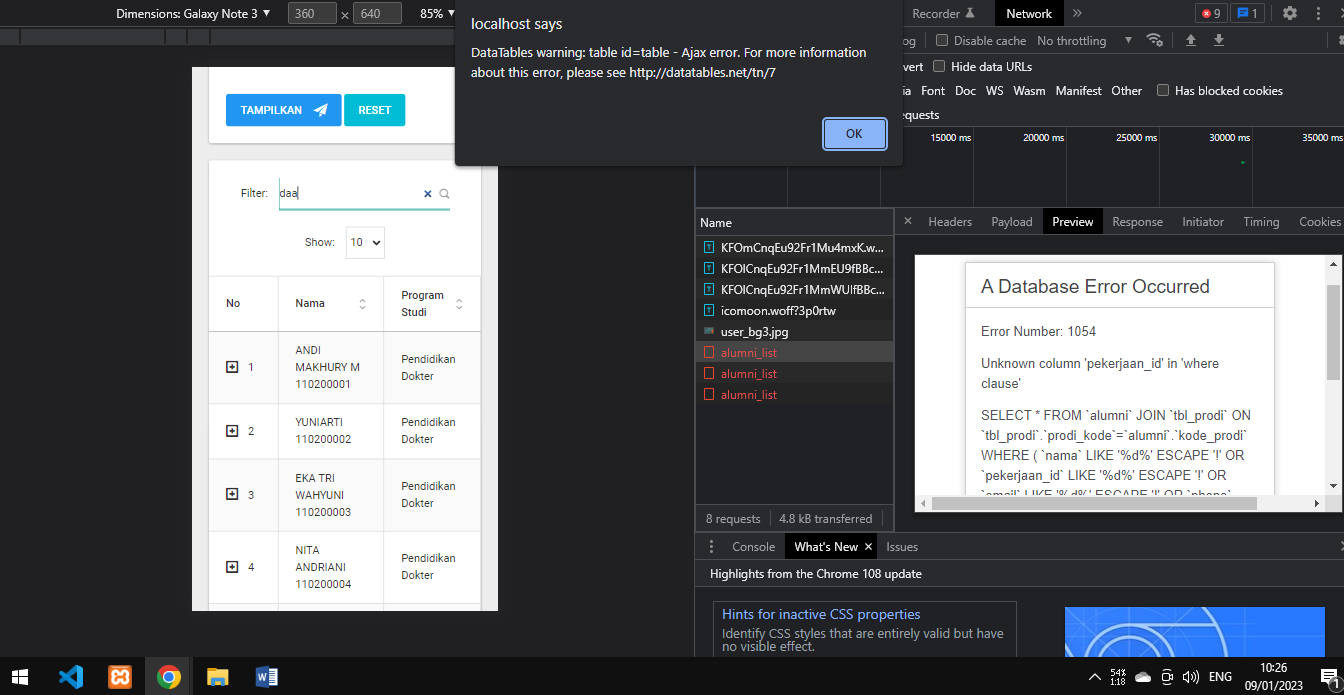 Dimensions: Galaxy Note 3 ▼ 360 × 640 85% ▼
localhost says
DataTables warning: table id=table - Ajax error. For more information
about this error, please see http://datatables.net/tn/7
OK
TAMPILKAN RESET
Filter: daa
Show: 10
No Nama Program
Studi
1 ANDI
MAKHURY M
110200001 Pendidikan
Dokter
2 YUNIARTI
110200002 Pendidikan
Dokter
3 EKA TRI
WAHYUNI
110200003 Pendidikan
Dokter
4 NITA
ANDRIANI
110200004 Pendidikan
Dokter
Recorder Network » 9 1
og Disable cache No throttling ▼
vert Hide data URLs
ia Font Doc WS Wasm Manifest Other Has blocked cookies
equests
15000 ms 20000 ms 25000 ms 30000 ms 35000 ms
Name
KFOmCnqEu92Fr1Mu4mxK.w...
KFOlCnqEu92Fr1MmEU9fBBc...
KFOlCnqEu92Fr1MmWUlfBBc...
icomoon.woff?3p0rtw
user_bg3.jpg
alumni_list
alumni_list
alumni_list
8 requests 4.8 kB transferred
× Headers Payload Preview Response Initiator Timing Cookies
A Database Error Occurred
Error Number: 1054
Unknown column 'pekerjaan_id' in 'where
clause'
SELECT * FROM `alumni` JOIN `tbl_prodi` ON
`tbl_prodi`.`prodi_kode`=`alumni`.`kode_prodi`
WHERE ( `nama` LIKE '%d%' ESCAPE '!' OR
`pekerjaan_id` LIKE '%d%' ESCAPE '!' OR
`email` LIKE '%d%' ESCAPE '!' OR `phone`
Console What's New × Issues
Highlights from the Chrome 108 update
Hints for inactive CSS properties
Identify CSS styles that are entirely valid but have
no visible effect.
54%
1:18
ENG
10:26
09/01/2023
1